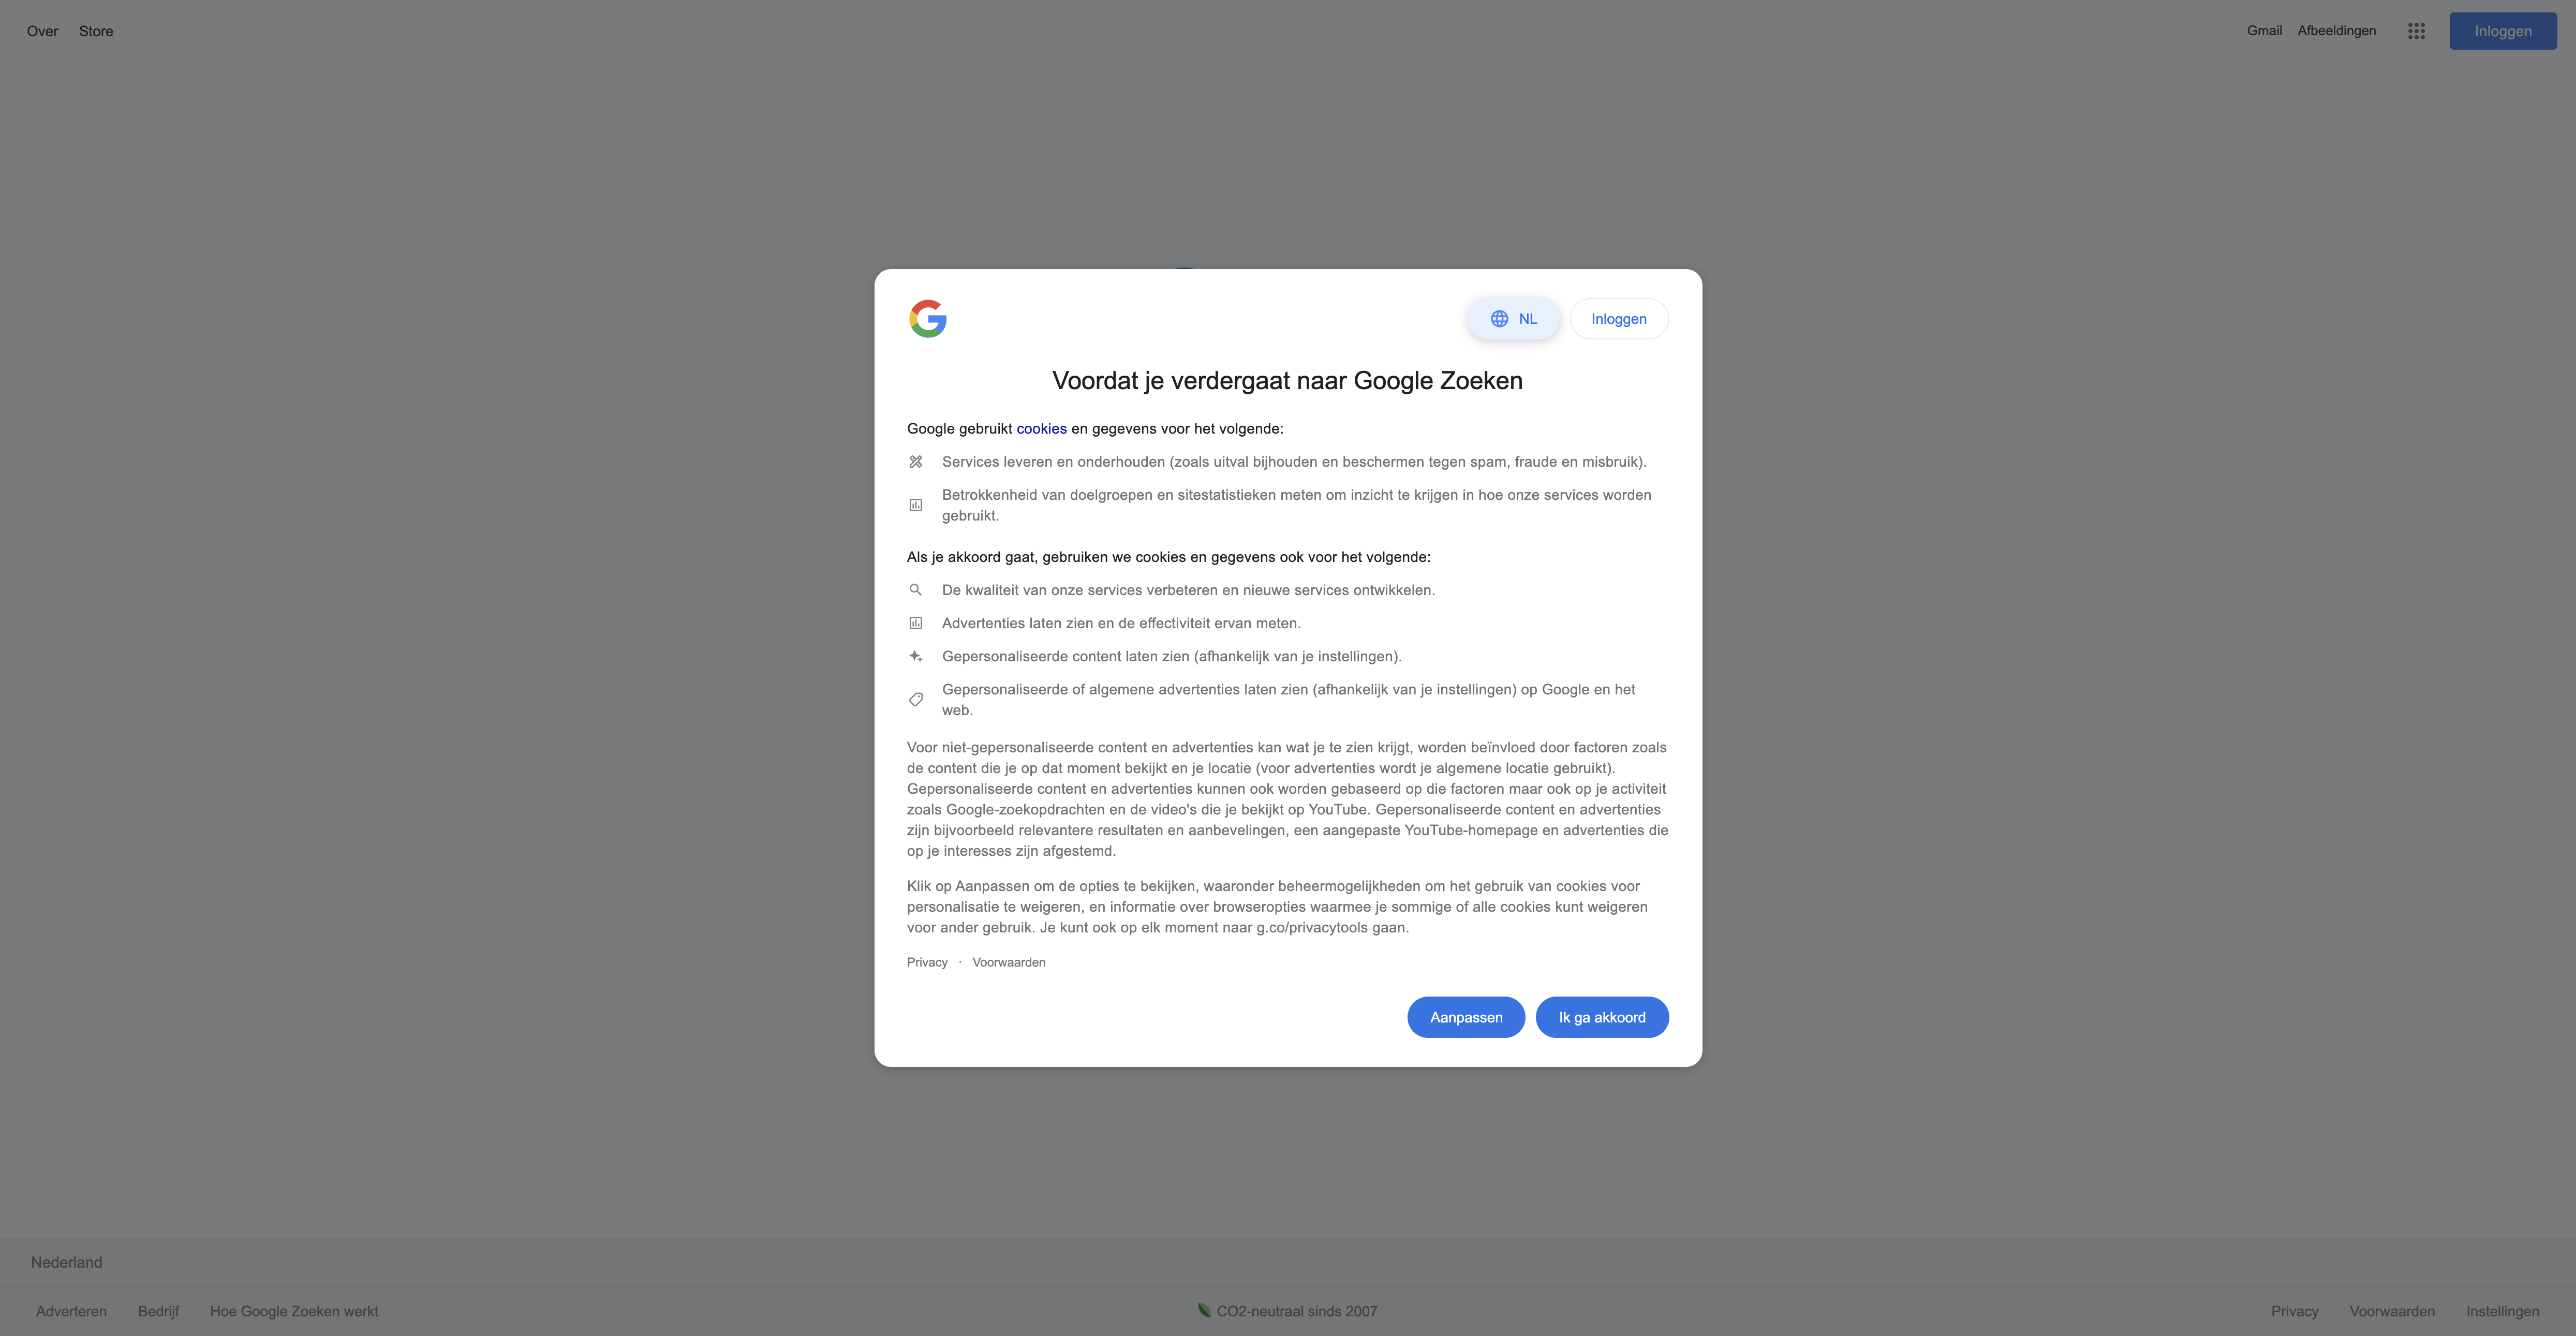 Over Store Gmail Afbeeldingen Inloggen
NL Inloggen
Voordat je verdergaat naar Google Zoeken
Google gebruikt cookies en gegevens voor het volgende:
Services leveren en onderhouden (zoals uitval bijhouden en beschermen tegen spam, fraude en misbruik).
Betrokkenheid van doelgroepen en sitestatistieken meten om inzicht te krijgen in hoe onze services worden
gebruikt.
Als je akkoord gaat, gebruiken we cookies en gegevens ook voor het volgende:
De kwaliteit van onze services verbeteren en nieuwe services ontwikkelen.
Advertenties laten zien en de effectiviteit ervan meten.
Gepersonaliseerde content laten zien (afhankelijk van je instellingen).
Gepersonaliseerde of algemene advertenties laten zien (afhankelijk van je instellingen) op Google en het
web.
Voor niet-gepersonaliseerde content en advertenties kan wat je te zien krijgt, worden beïnvloed door factoren zoals
de content die je op dat moment bekijkt en je locatie (voor advertenties wordt je algemene locatie gebruikt).
Gepersonaliseerde content en advertenties kunnen ook worden gebaseerd op die factoren maar ook op je activiteit
zoals Google-zoekopdrachten en de video's die je bekijkt op YouTube. Gepersonaliseerde content en advertenties
zijn bijvoorbeeld relevantere resultaten en aanbevelingen, een aangepaste YouTube-homepage en advertenties die
op je interesses zijn afgestemd.
Klik op Aanpassen om de opties te bekijken, waaronder beheermogelijkheden om het gebruik van cookies voor
personalisatie te weigeren, en informatie over browseropties waarmee je sommige of alle cookies kunt weigeren
voor ander gebruik. Je kunt ook op elk moment naar g.co/privacytools gaan.
Privacy · Voorwaarden
Aanpassen Ik ga akkoord
Nederland
Adverteren Bedrijf Hoe Google Zoeken werkt CO2-neutraal sinds 2007 Privacy Voorwaarden Instellingen